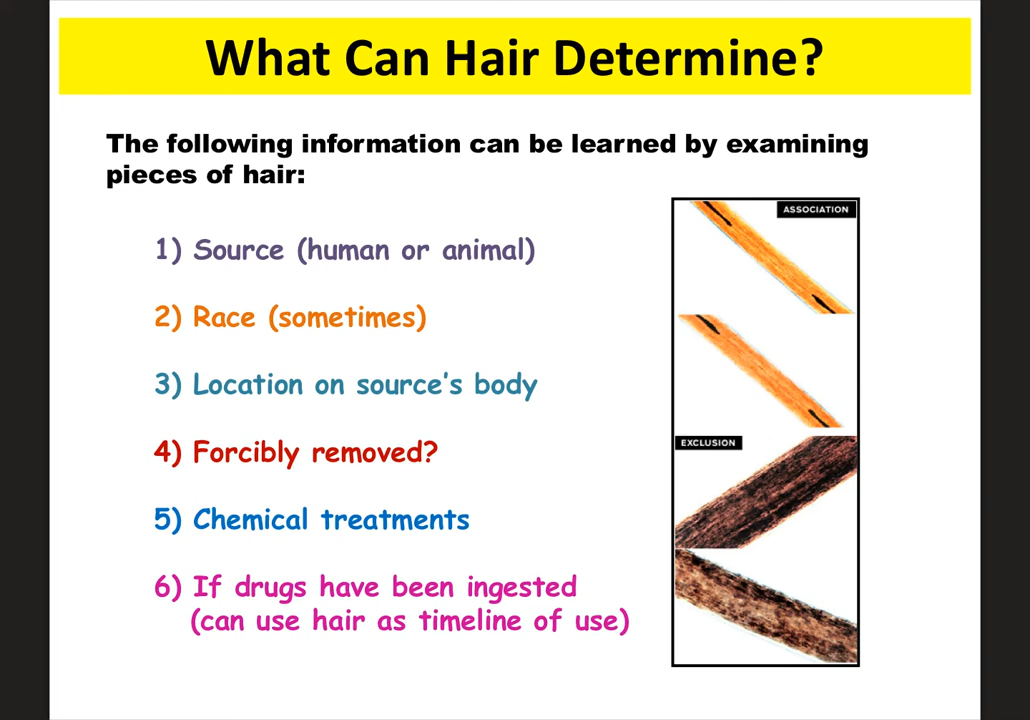 What Can Hair Determine?
The following information can be learned by examining
pieces of hair:
1) Source (human or animal)
2) Race (sometimes)
3) Location on source's body
4) Forcibly removed?
5) Chemical treatments
6) If drugs have been ingested
(can use hair as timeline of use)
ASSOCIATION
EXCLUSION